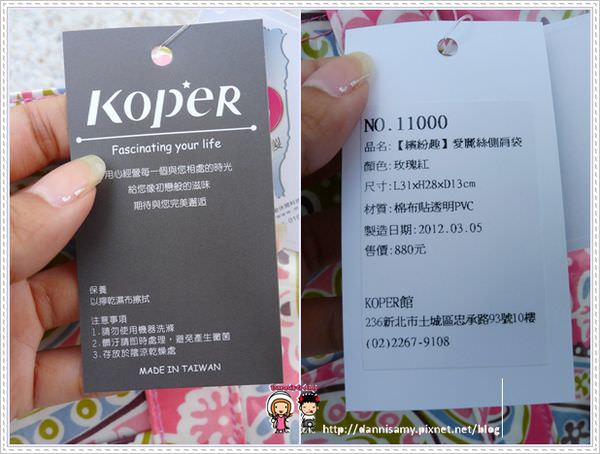 KOPER
Fascinating your life
用心經營每一個與您相處的時光
給您像初戀般的滋味
期待與您完美邂逅
保養
以擰乾濕布擦拭
注意事項
1.請勿使用機器洗滌
2.髒汙請即時處理，避免產生黴菌
3.存放於陰涼乾燥處
MADE IN TAIWAN
NO.11000
品名:【繽紛趣】愛麗絲側肩袋
顏色:玫瑰紅
尺寸:L31×H28×D13cm
材質:棉布貼透明PVC
製造日期:2012.03.05
售價:880元
KOPER館
236新北市土城區忠承路93號10樓
(02)2267-9108
http://dannisamy.pixnet.net/blog